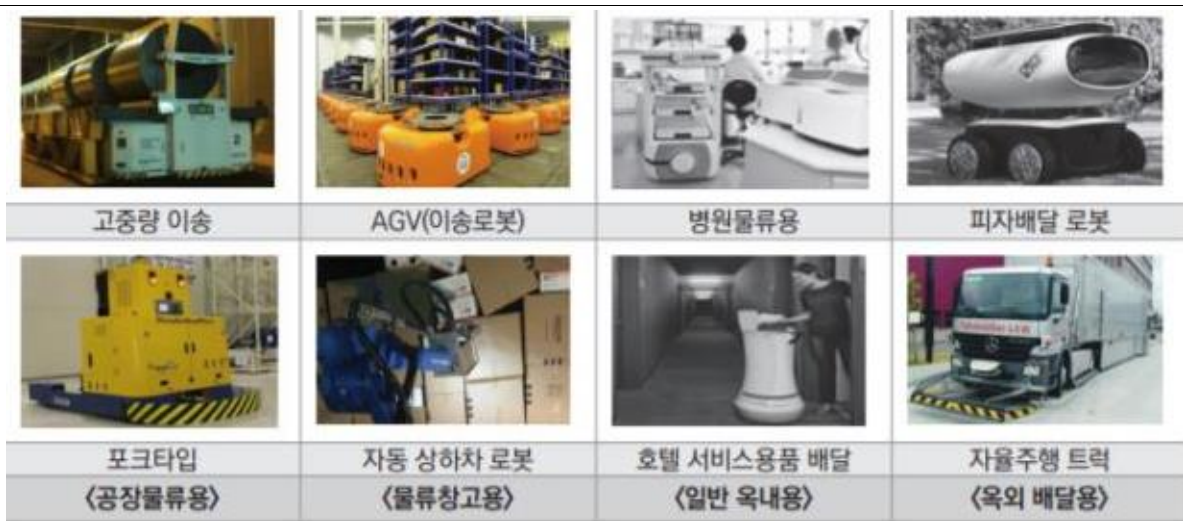 고중량 이송
AGV(이송로봇)
병원물류용
피자배달 로봇
포크타입
자동 상하차 로봇
호텔 서비스용품 배달
자율주행 트럭
〈공장물류용〉
〈물류창고용〉
〈일반 옥내용〉
〈옥외 배달용〉